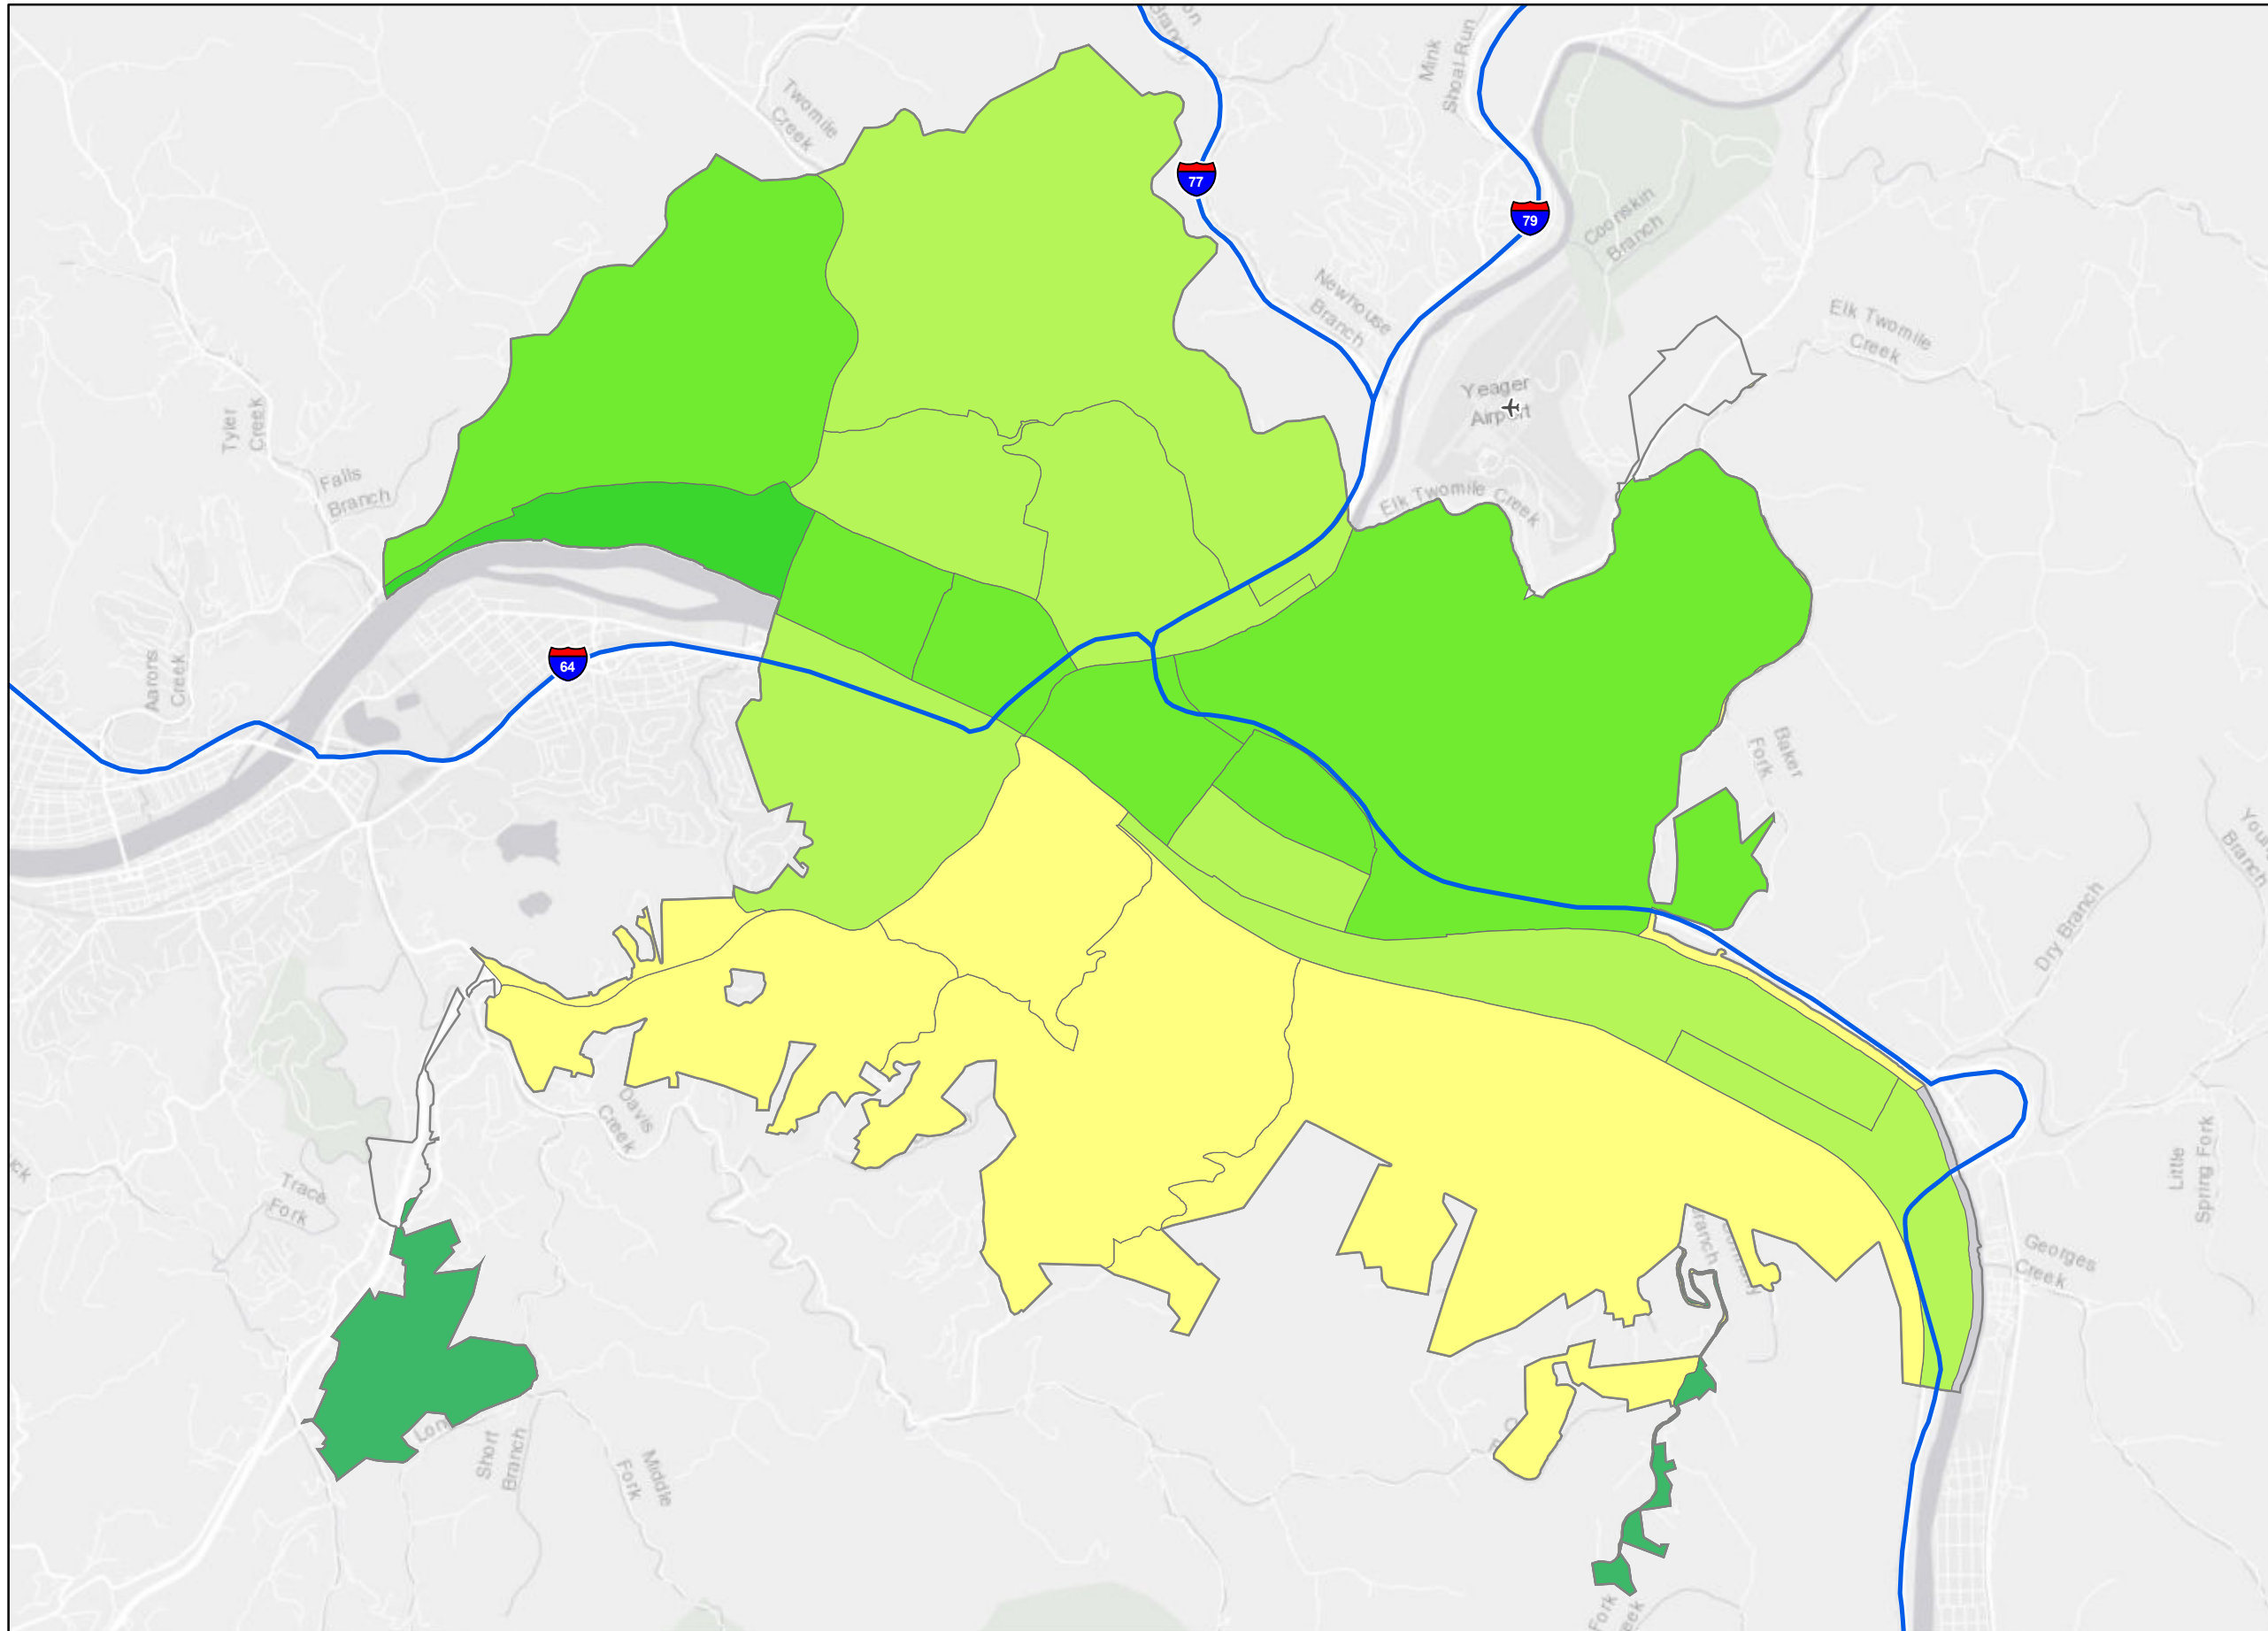 Mink
Shoal Run
Twomile
Creek
77
79
Coonskin
Branch
Newhouse
Branch
Elk Twomile
Creek
Yeager
Airport
Tyler
Creek
Falls
Branch
Elk Twomile Creek
64
Aarons
Creek
Baker
Fork
Branch
Dry Branch
Davis
Creek
Little
Spring Fork
Trace
Fork
Georges
Creek
Short
Branch
Middle
Fork
Fork